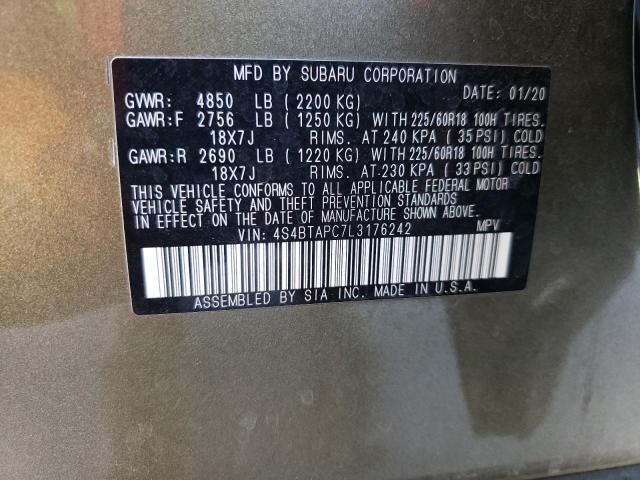 MFD BY SUBARU CORPORATION
DATE: 01/20
GVWR: 4850 LB (2200 KG)
GAWR:F 2756 LB (1250 KG) WITH 225/60R18 100H TIRES.
18X7J RIMS. AT 240 KPA (35 PSI) COLD
GAWR:R 2690 LB (1220 KG) WITH 225/60R18 100H TIRES.
18X7J RIMS. AT 230 KPA (33 PSI) COLD
THIS VEHICLE CONFORMS TO ALL APPLICABLE FEDERAL MOTOR
VEHICLE SAFETY AND THEFT PREVENTION STANDARDS
IN EFFECT ON THE DATE OF MANUFACTURE SHOWN ABOVE.
VIN: 4S4BTAPC7L3176242 MPV
ASSEMBLED BY SIA INC. MADE IN U.S.A.